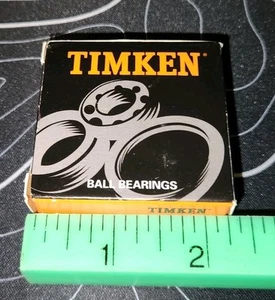 TIMKEN®
BALL BEARINGS
TIMKEN
1 2